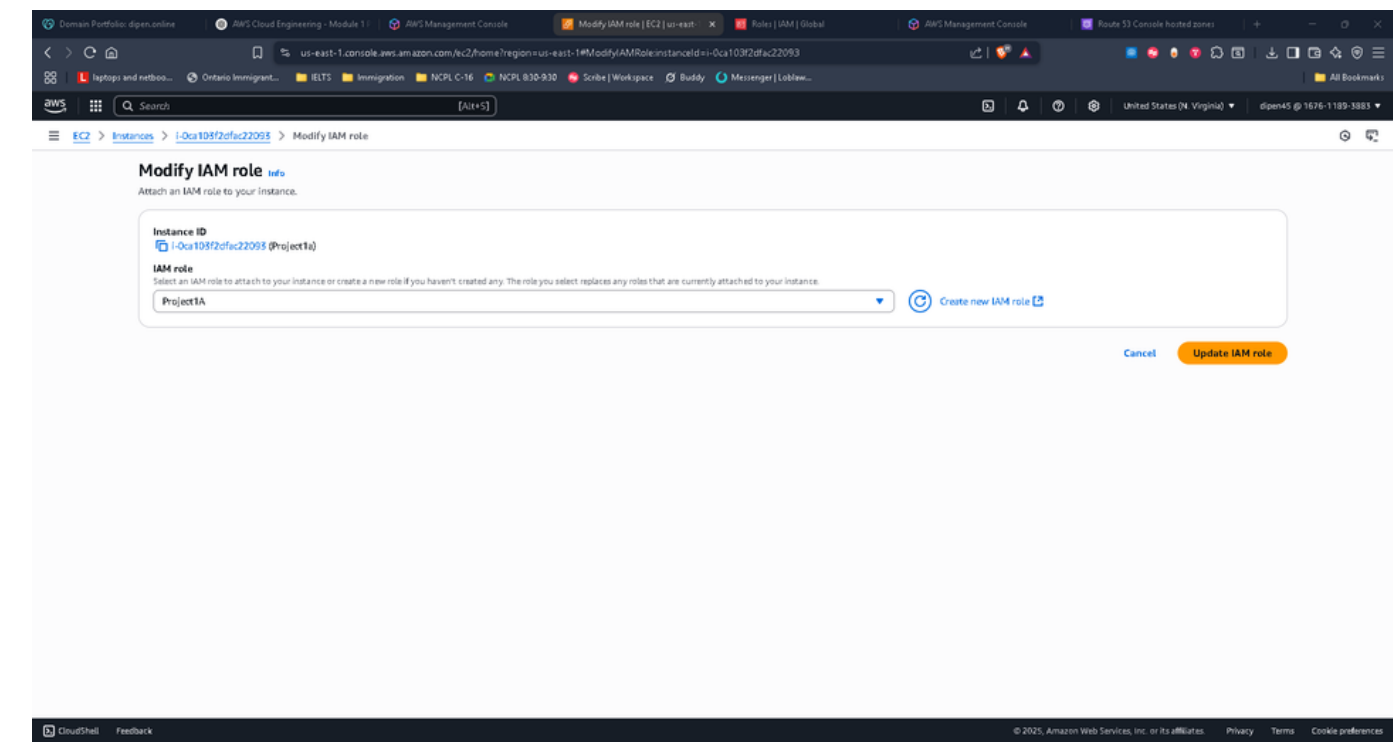 Domain Portfolio: dipen.online
AWS Cloud Engineering - Module 1
AWS Management Console
Modify IAM role | EC2 | us-east-
Roles | IAM | Global
AWS Management Console
Route 53 Console hosted zones
us-east-1.console.aws.amazon.com/ec2/home?region=us-east-1#ModifyIAMRole:instanceId=i-0ca103f2dfac22093
laptops and netboo...
Ontario Immigrant...
IELTS
Immigration
NCPL C-16
NCPL 830-930
Scribe | Workspace
Buddy
Messenger | Loblaw...
All Bookmarks
aws
Search
[Alt+S]
United States (N. Virginia)
dipen45 @ 1676-1189-3883
EC2 > Instances > i-0ca103f2dfac22093 > Modify IAM role
Modify IAM role Info
Attach an IAM role to your instance.
Instance ID
i-0ca103f2dfac22093 (Project1a)
IAM role
Select an IAM role to attach to your instance or create a new role if you haven't created any. The role you select replaces any roles that are currently attached to your instance.
Project1A
Create new IAM role
Cancel
Update IAM role
CloudShell
Feedback
© 2025, Amazon Web Services, Inc. or its affiliates.
Privacy
Terms
Cookie preferences